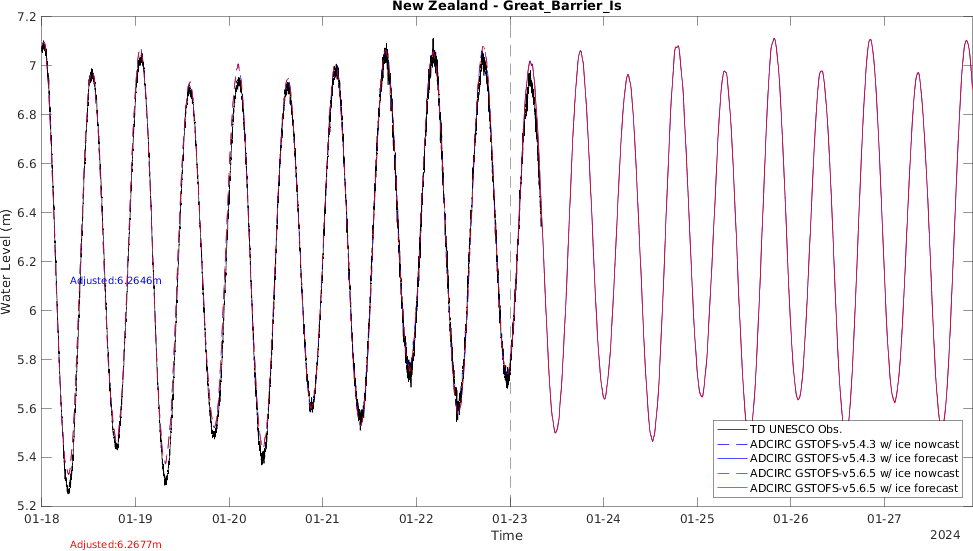 New Zealand - Great_Barrier_Is
7.2
7
6.8
6.6
6.4
6.2
6
5.8
5.6
5.4
5.2
Water Level (m)
Adjusted:6.2646m
TD UNESCO Obs.
ADCIRC GSTOFS-v5.4.3 w/ ice nowcast
ADCIRC GSTOFS-v5.4.3 w/ ice forecast
ADCIRC GSTOFS-v5.6.5 w/ ice nowcast
ADCIRC GSTOFS-v5.6.5 w/ ice forecast
01-18 01-19 01-20 01-21 01-22 01-23 01-24 01-25 01-26 01-27
Time
2024
Adjusted:6.2677m